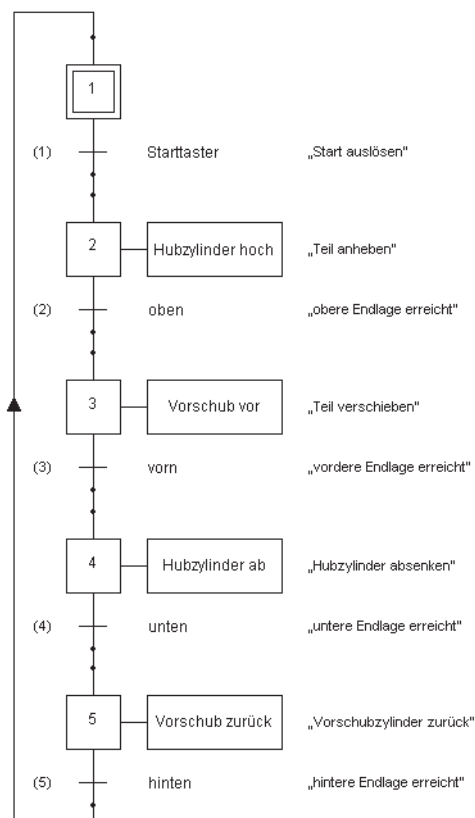 1
(1) Starttaster „Start auslösen"
2 Hubzylinder hoch „Teil anheben"
(2) oben „obere Endlage erreicht"
3 Vorschub vor „Teil verschieben"
(3) vorn „vordere Endlage erreicht"
4 Hubzylinder ab „Hubzylinder absenken"
(4) unten „untere Endlage erreicht"
5 Vorschub zurück „Vorschubzylinder zurück"
(5) hinten „hintere Endlage erreicht"